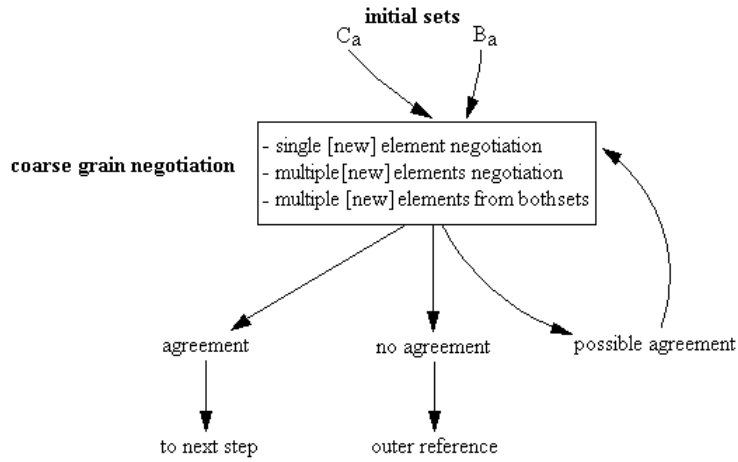 initial sets
Ca Ba
- single [new] element negotiation
coarse grain negotiation
- multiple[new] elements negotiation
- multiple [new] elements from bothsets
agreement no agreement possible agreement
to next step outer reference